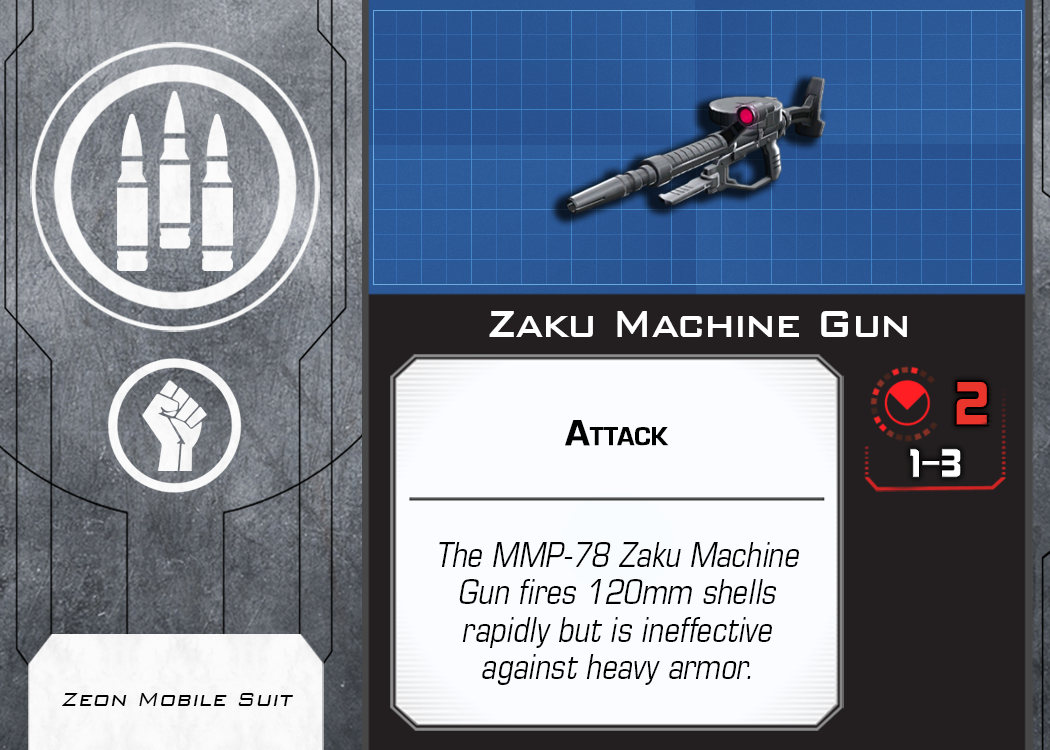 Zaku Machine Gun
Attack
2
1–3
The MMP-78 Zaku Machine
Gun fires 120mm shells
rapidly but is ineffective
against heavy armor.
Zeon Mobile Suit